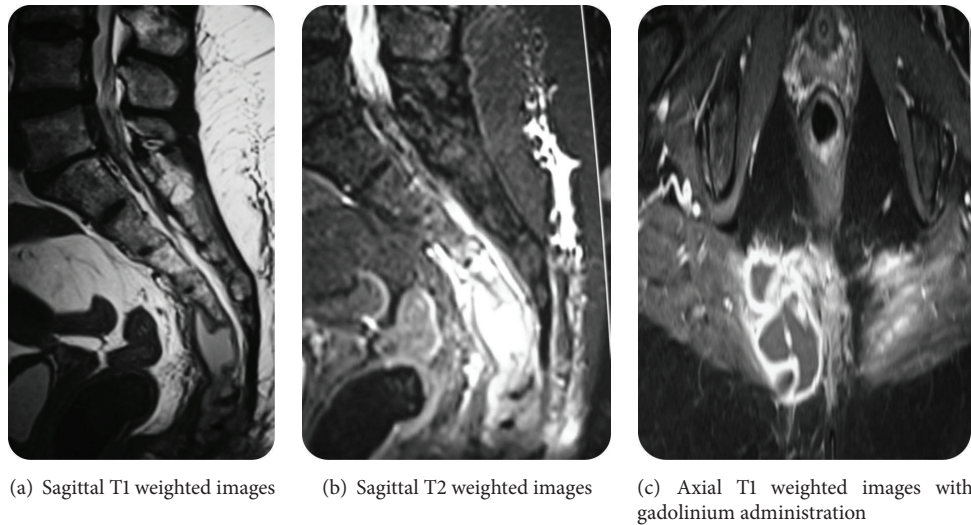 (a) Sagittal T1 weighted images
(b) Sagittal T2 weighted images
(c) Axial T1 weighted images with
gadolinium administration